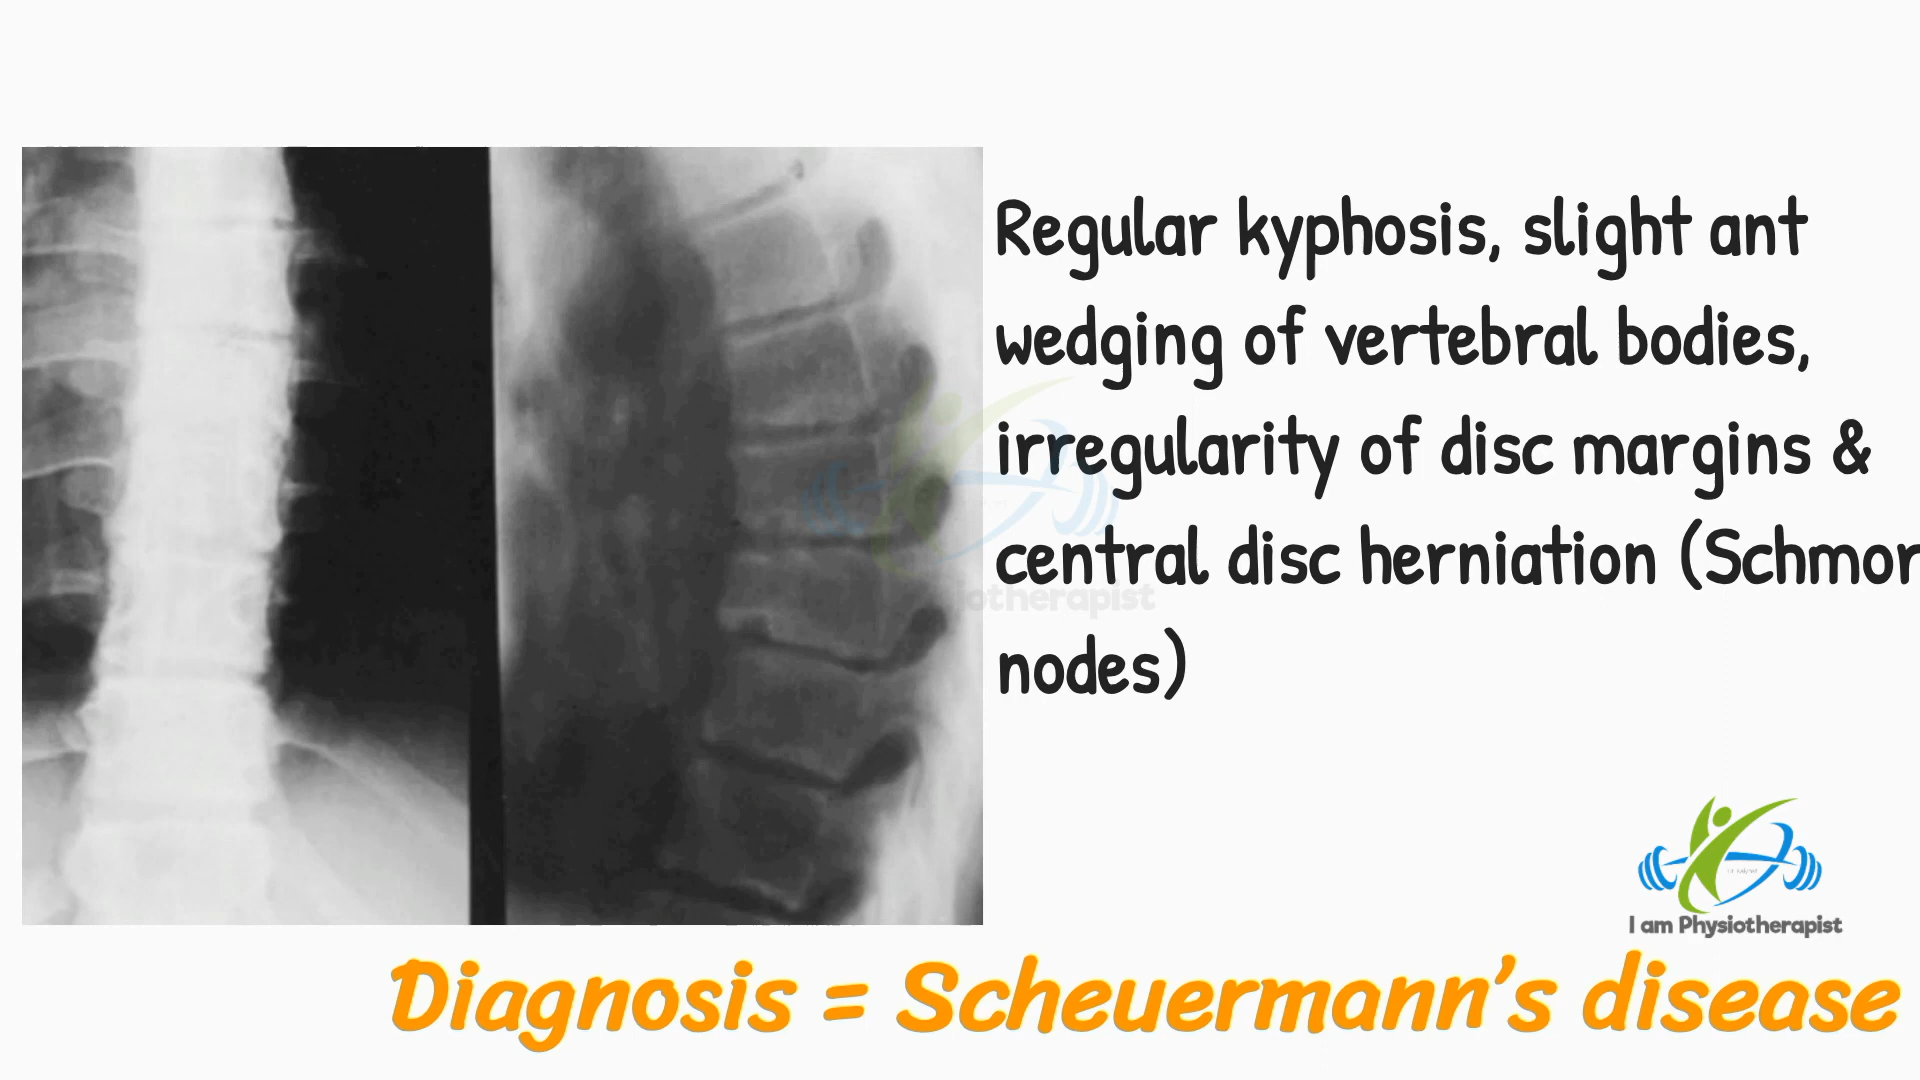 Regular kyphosis, slight ant
wedging of vertebral bodies,
irregularity of disc margins &
central disc herniation (Schmor
nodes)
otherapist
I am Physiotherapist
Diagnosis = Scheuermann's disease